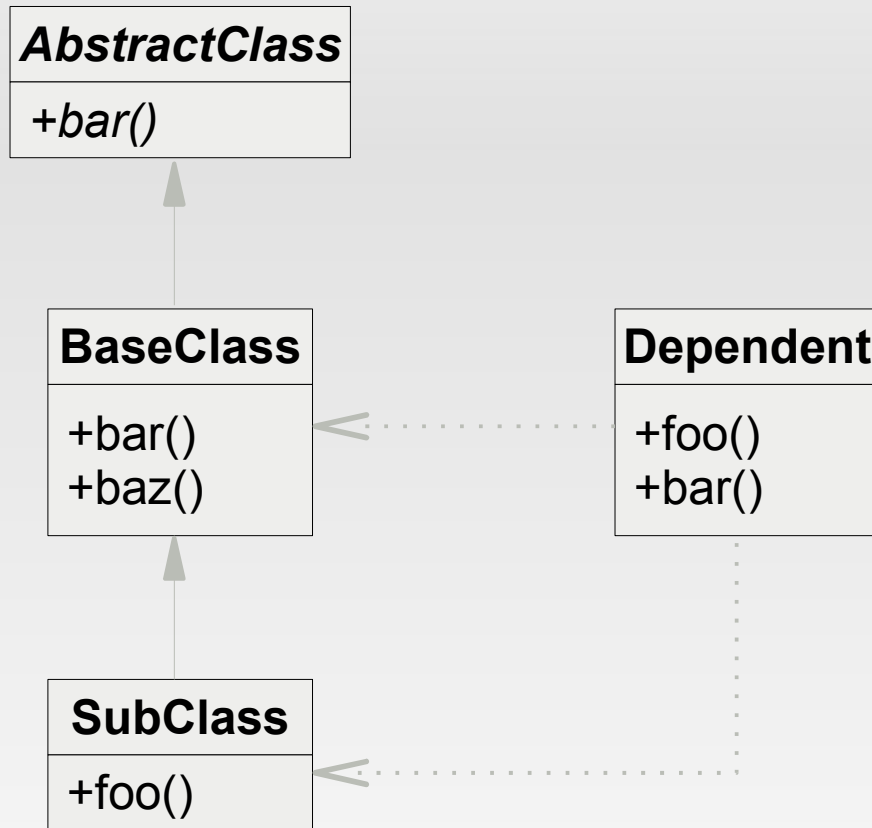 AbstractClass
+bar()
BaseClass
+bar()
+baz()
Dependent
+foo()
+bar()
SubClass
+foo()